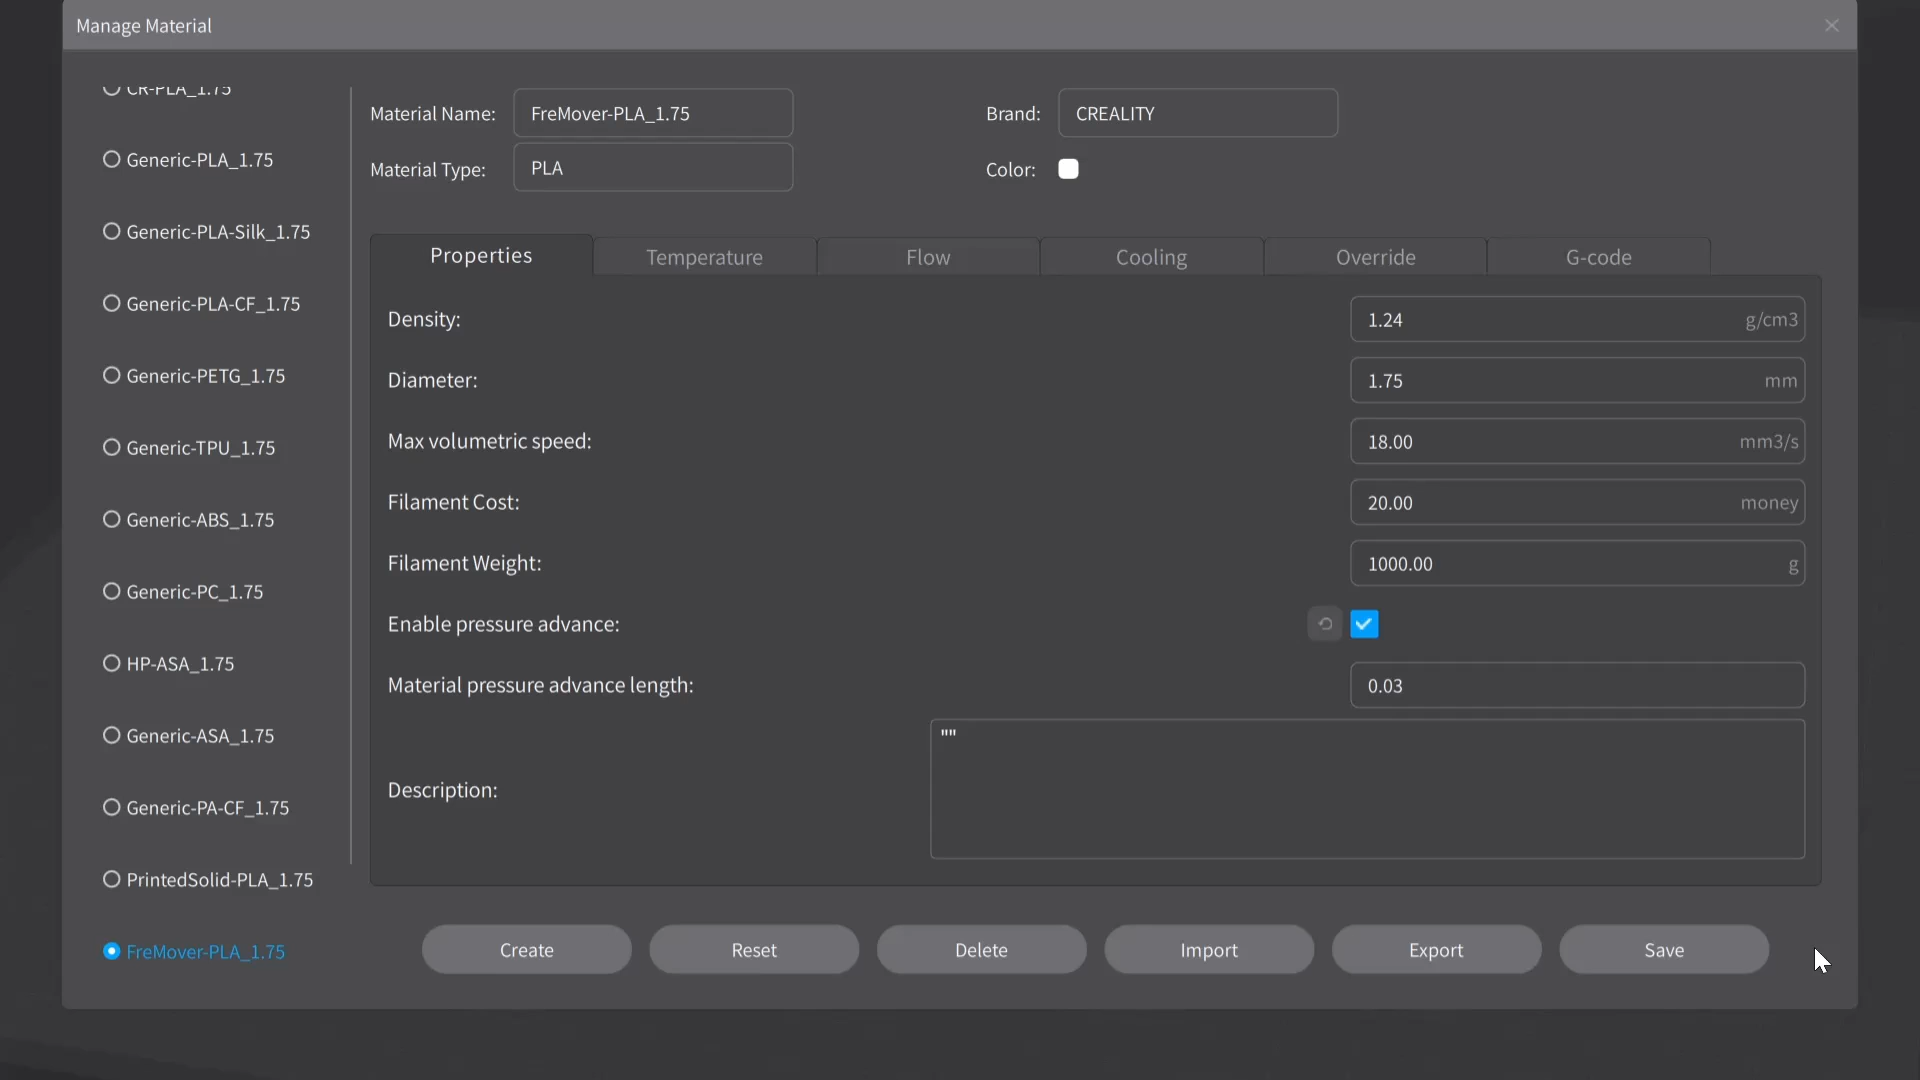 Manage Material
CR-PLA_1.75
Generic-PLA_1.75
Generic-PLA-Silk_1.75
Generic-PLA-CF_1.75
Generic-PETG_1.75
Generic-TPU_1.75
Generic-ABS_1.75
Generic-PC_1.75
HP-ASA_1.75
Generic-ASA_1.75
Generic-PA-CF_1.75
PrintedSolid-PLA_1.75
FreMover-PLA_1.75
Material Name: FreMover-PLA_1.75 Brand: CREALITY
Material Type: PLA Color:
Properties Temperature Flow Cooling Override G-code
Density: 1.24 g/cm3
Diameter: 1.75 mm
Max volumetric speed: 18.00 mm3/s
Filament Cost: 20.00 money
Filament Weight: 1000.00 g
Enable pressure advance:
Material pressure advance length: 0.03
Description: ""
Create Reset Delete Import Export Save